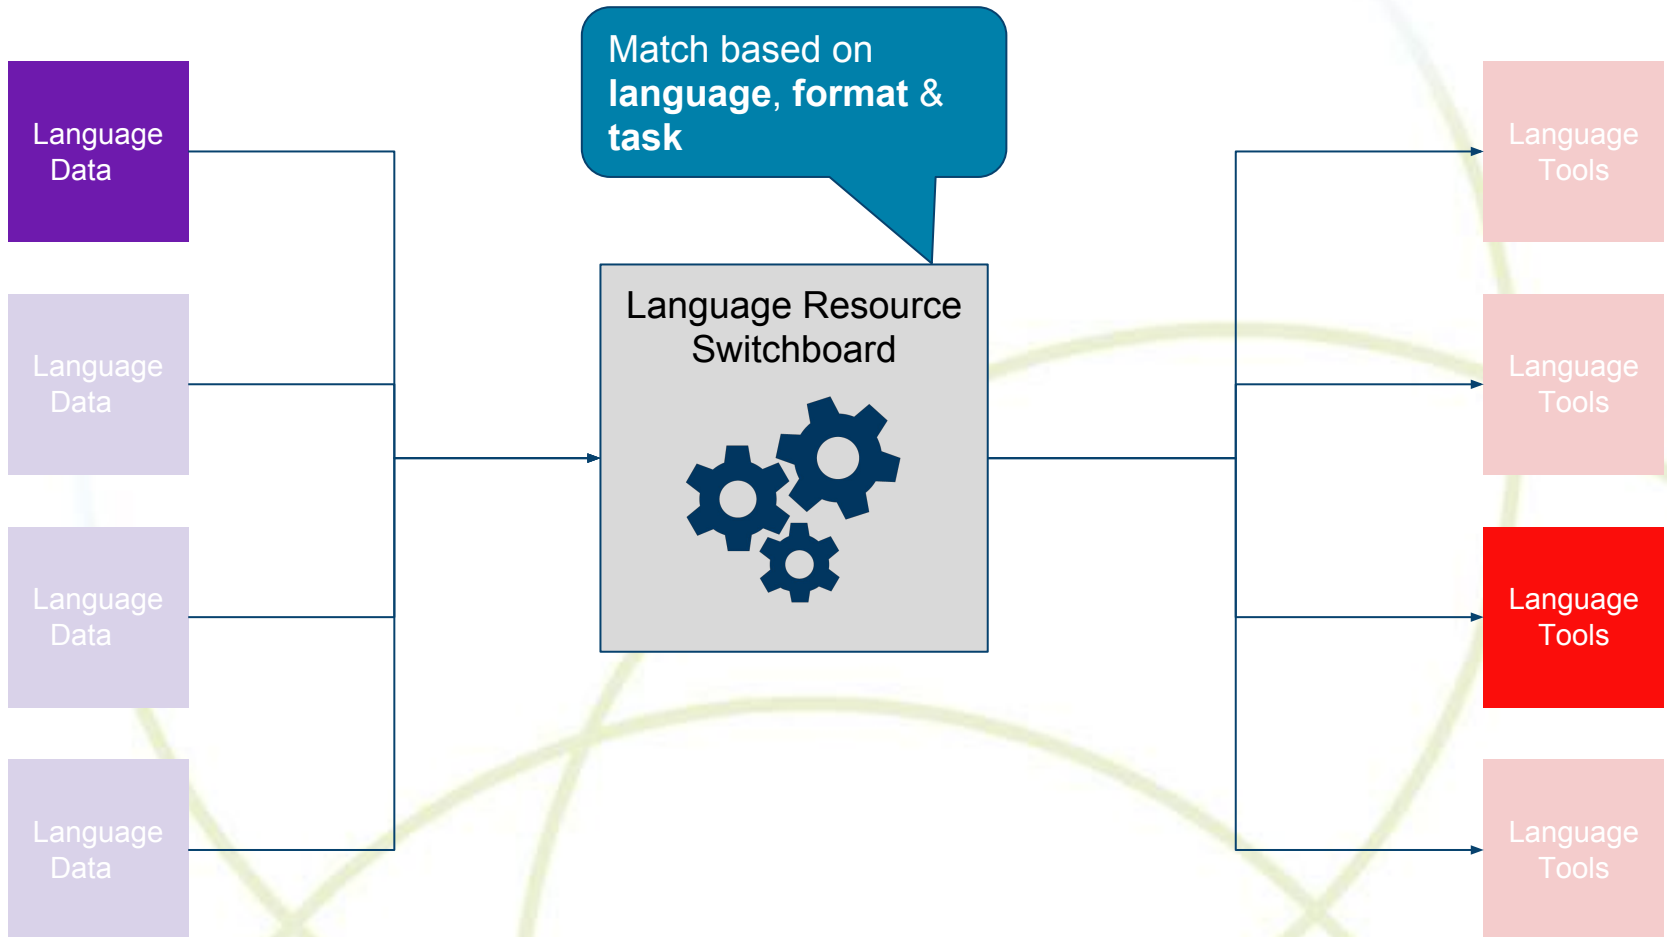 Match based on
language, format &
task
Language
Data
Language
Data
Language
Data
Language
Data
Language Resource
Switchboard
Language
Tools
Language
Tools
Language
Tools
Language
Tools